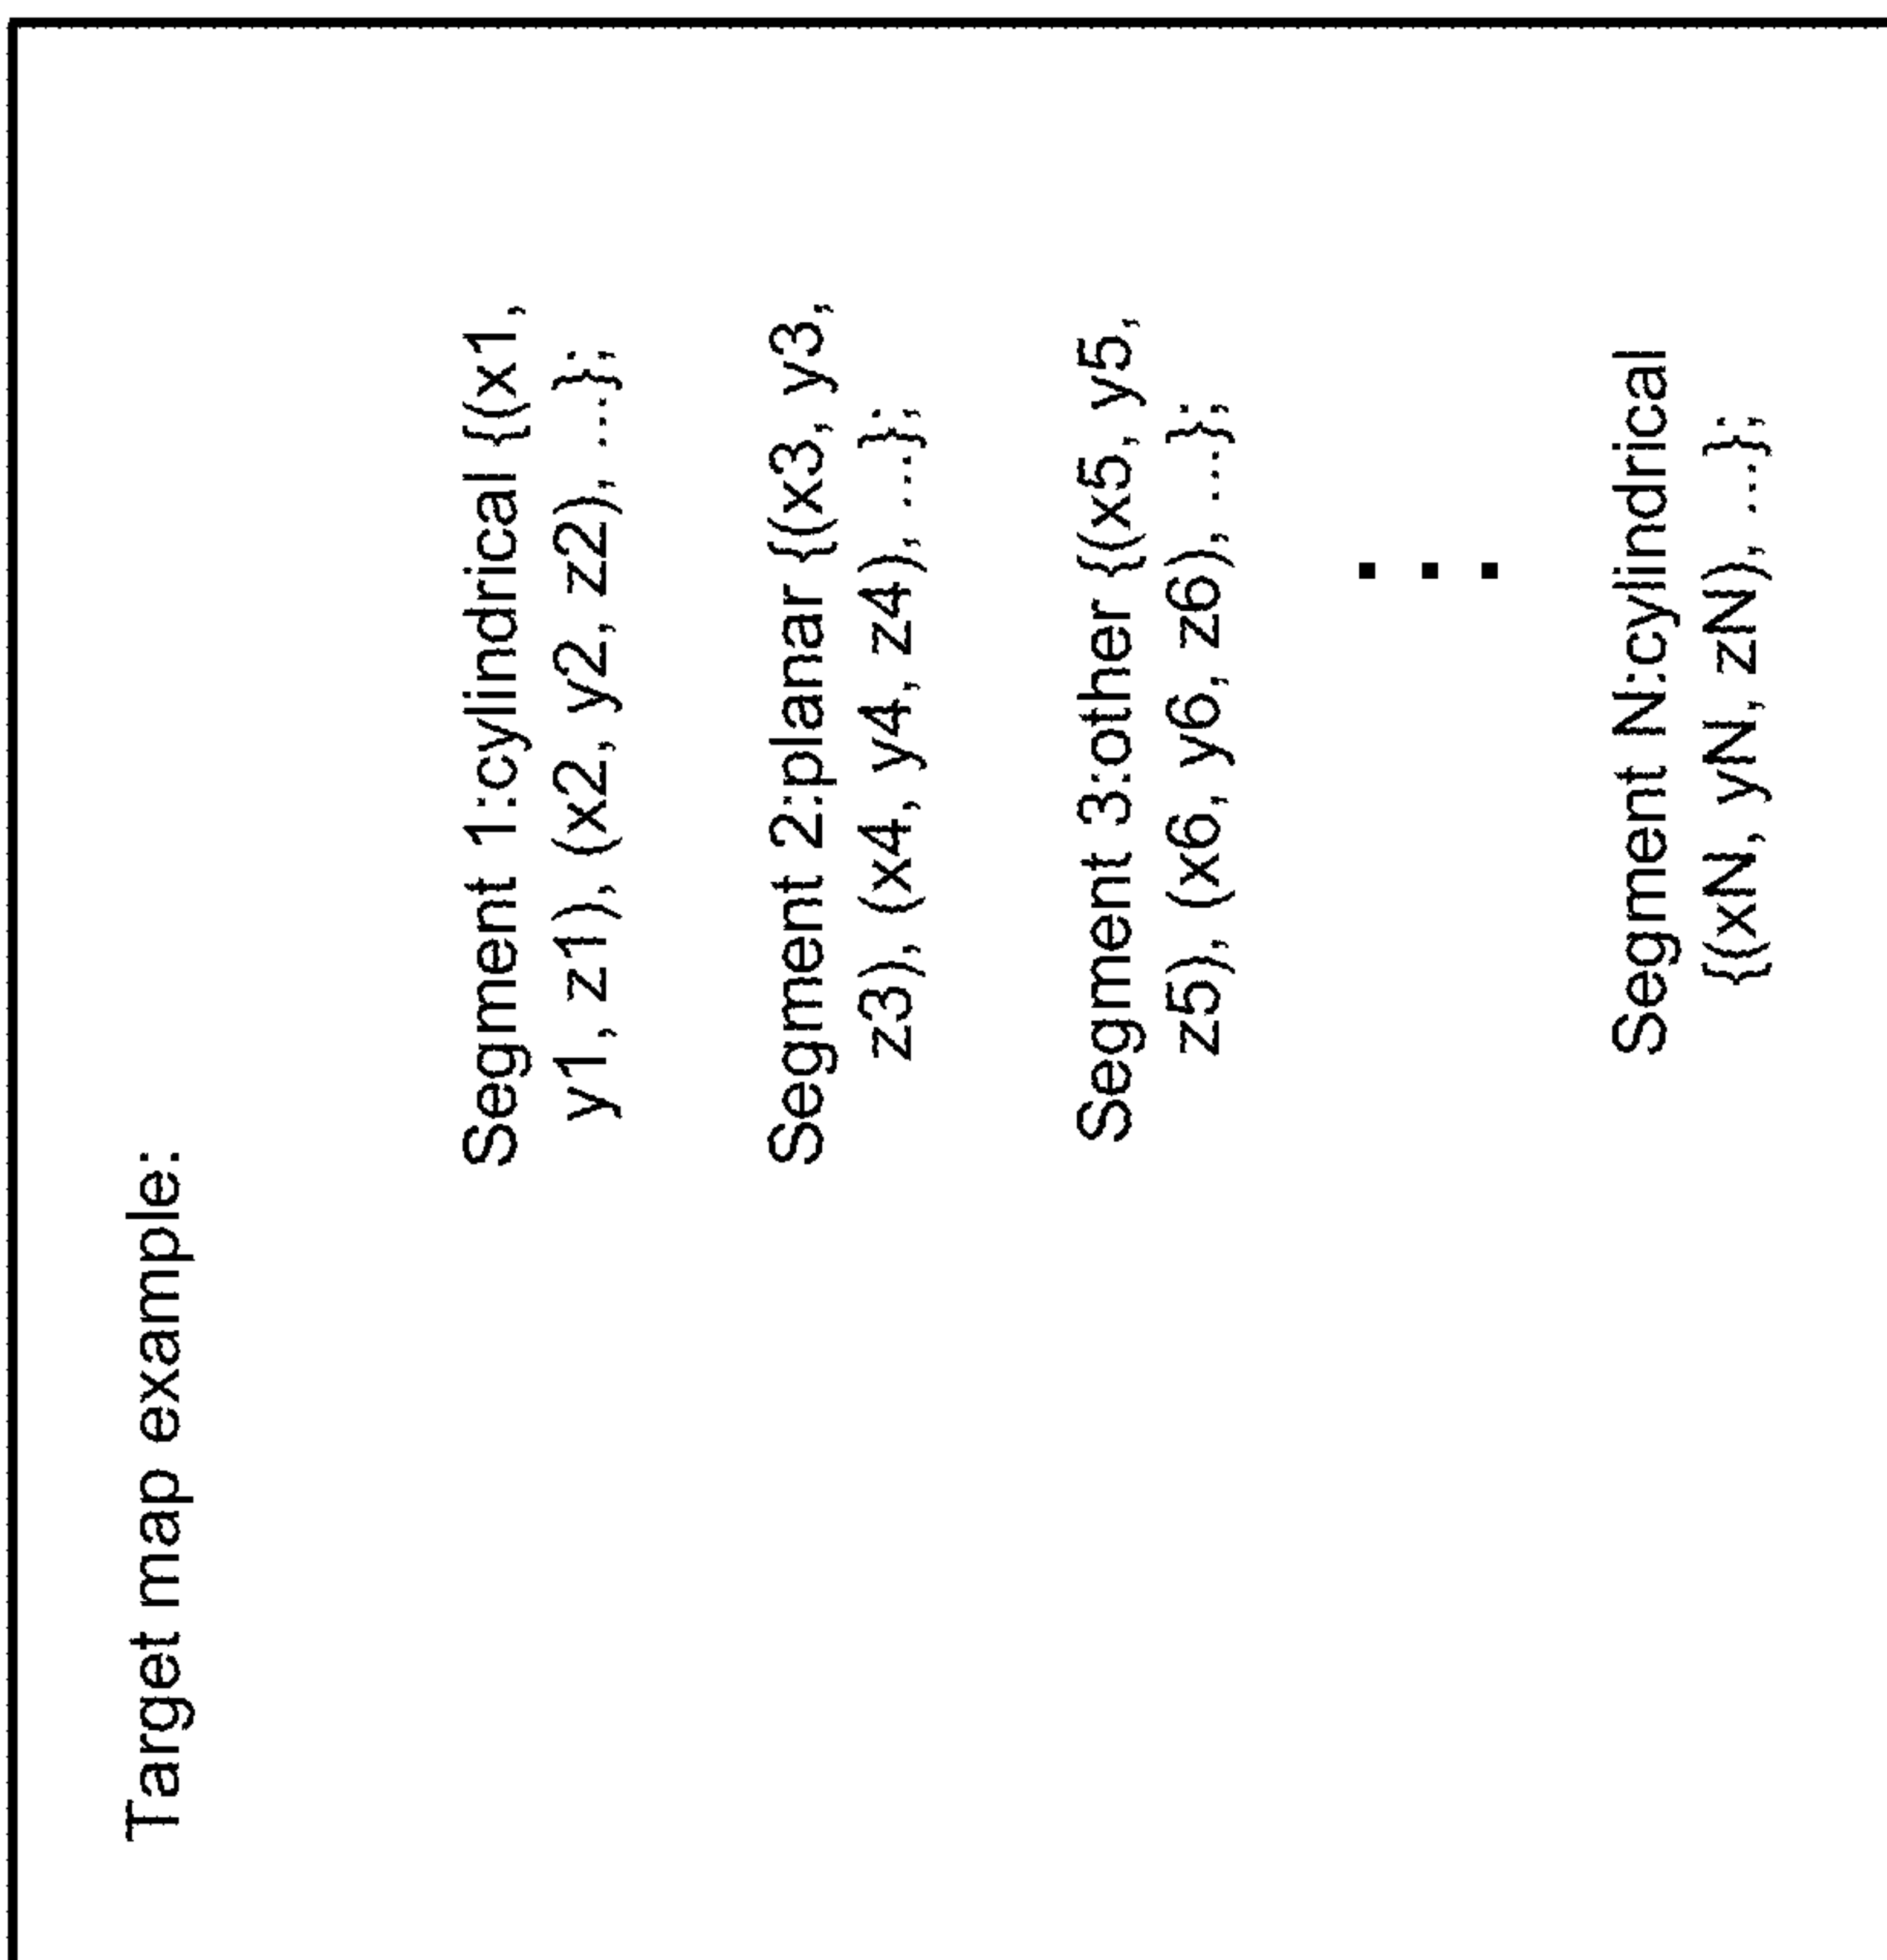 Target map example:
Segment 1:cylindrical {(x1,
y1, z1), (x2, y2, z2), ...};
Segment 2:planar {(x3, y3,
z3), (x4, y4, z4), ...};
Segment 3:other {(x5, y5,
z5), (x6, y6, z6), ...};
...
Segment N:cylindrical
{(xN, yN, zN), ...};